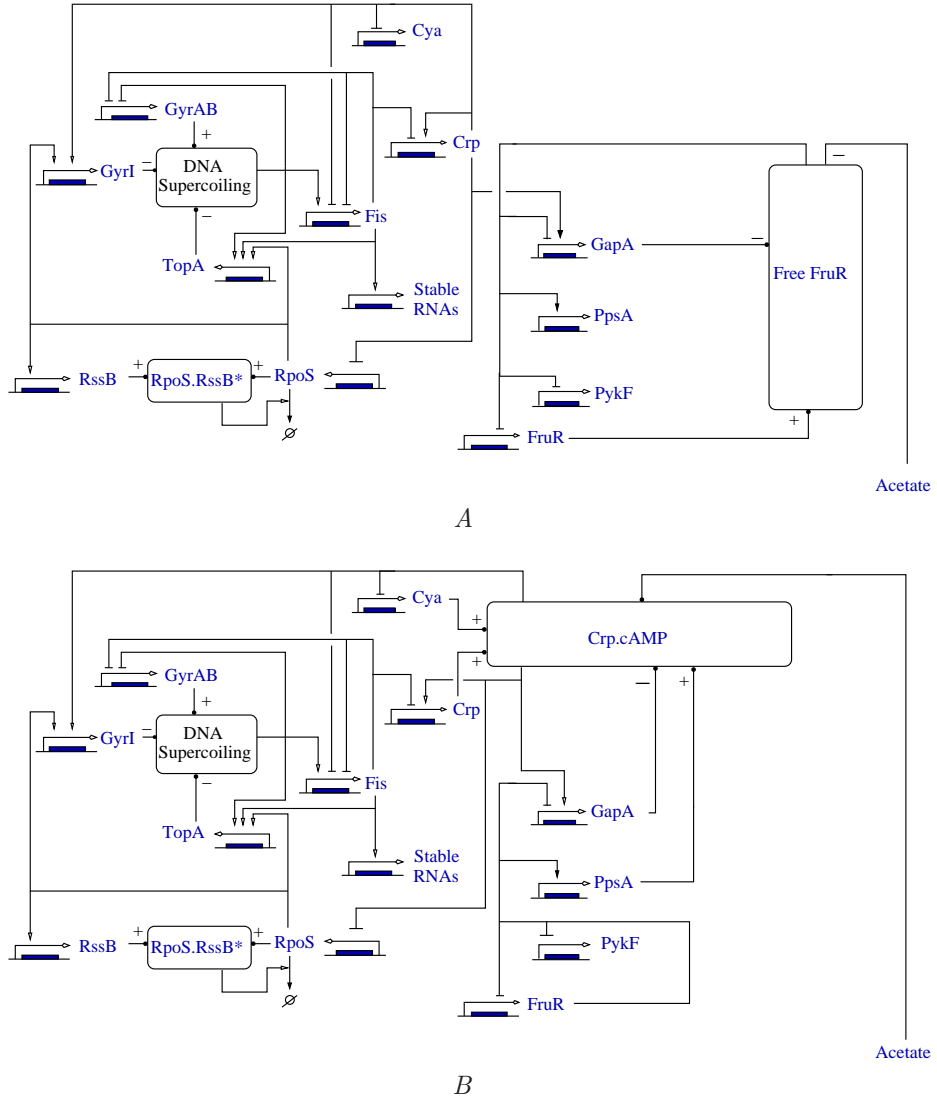 Cya
GyrAB
Crp
+
GyrI
−
DNA
Supercoiling
−
Fis
−
GapA
−
Free FruR
TopA
Stable
RNAs
PpsA
RssB
+
RpoS.RssB*
+
RpoS
PykF
+
FruR
Acetate
A
Cya
+
Crp.cAMP
+
GyrAB
−
+
+
Crp
GyrI
−
DNA
Supercoiling
−
Fis
GapA
TopA
Stable
RNAs
PpsA
RssB
+
RpoS.RssB*
+
RpoS
PykF
FruR
Acetate
B